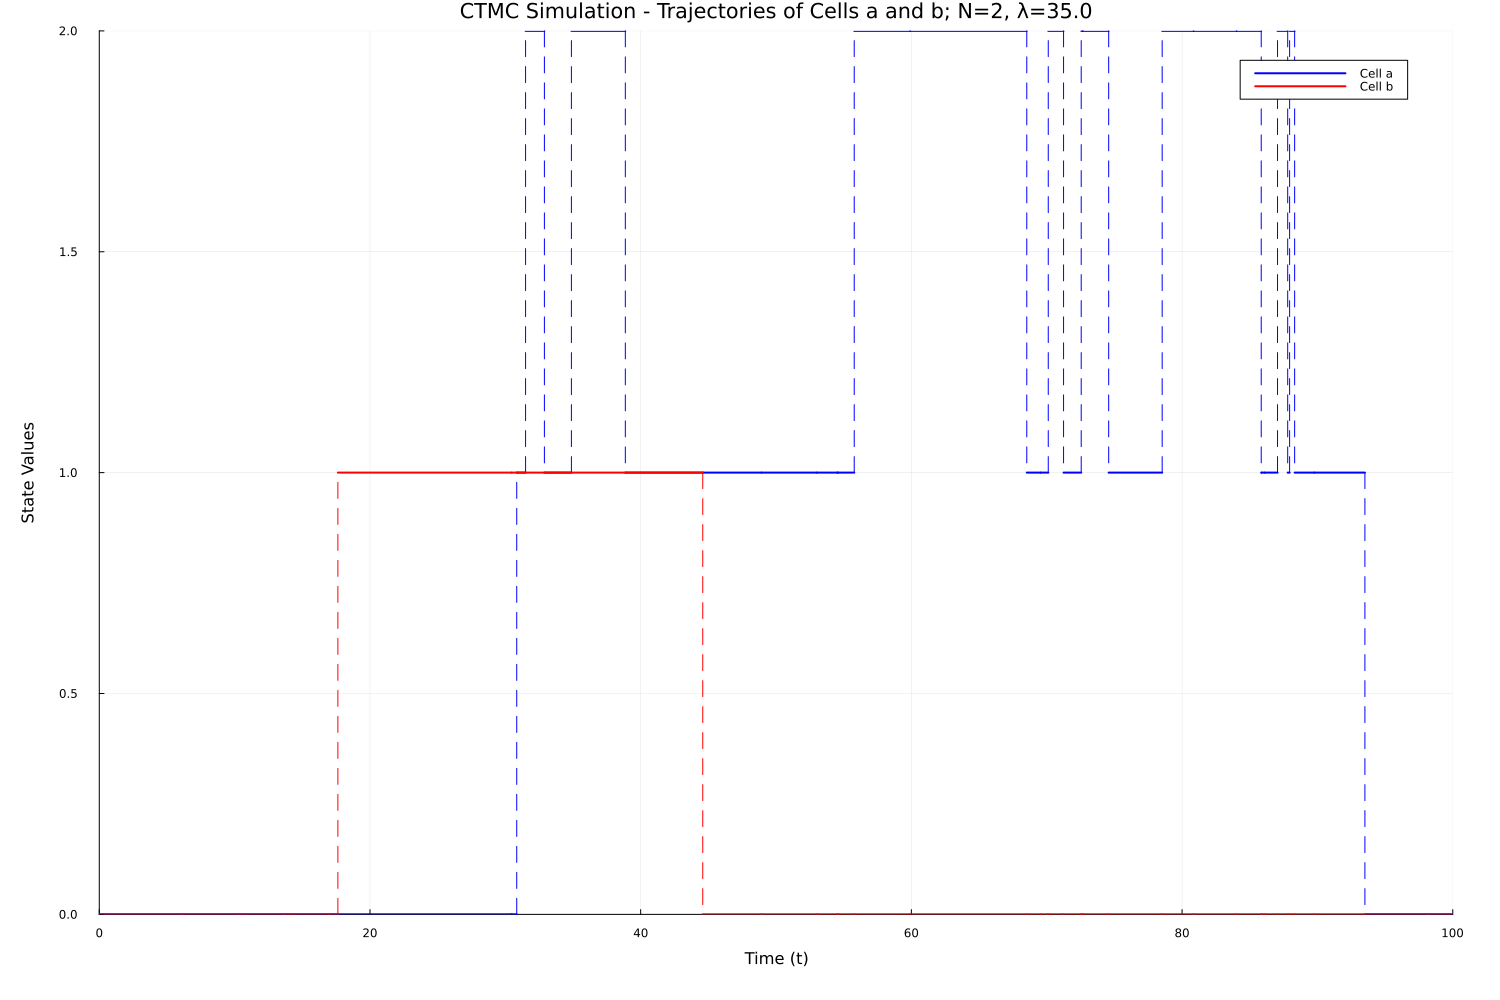 CTMC Simulation - Trajectories of Cells a and b; N=2, λ=35.0
2.0
Cell a
Cell b
1.5
State Values
1.0
0.5
0.0
0 20 40 60 80 100
Time (t)